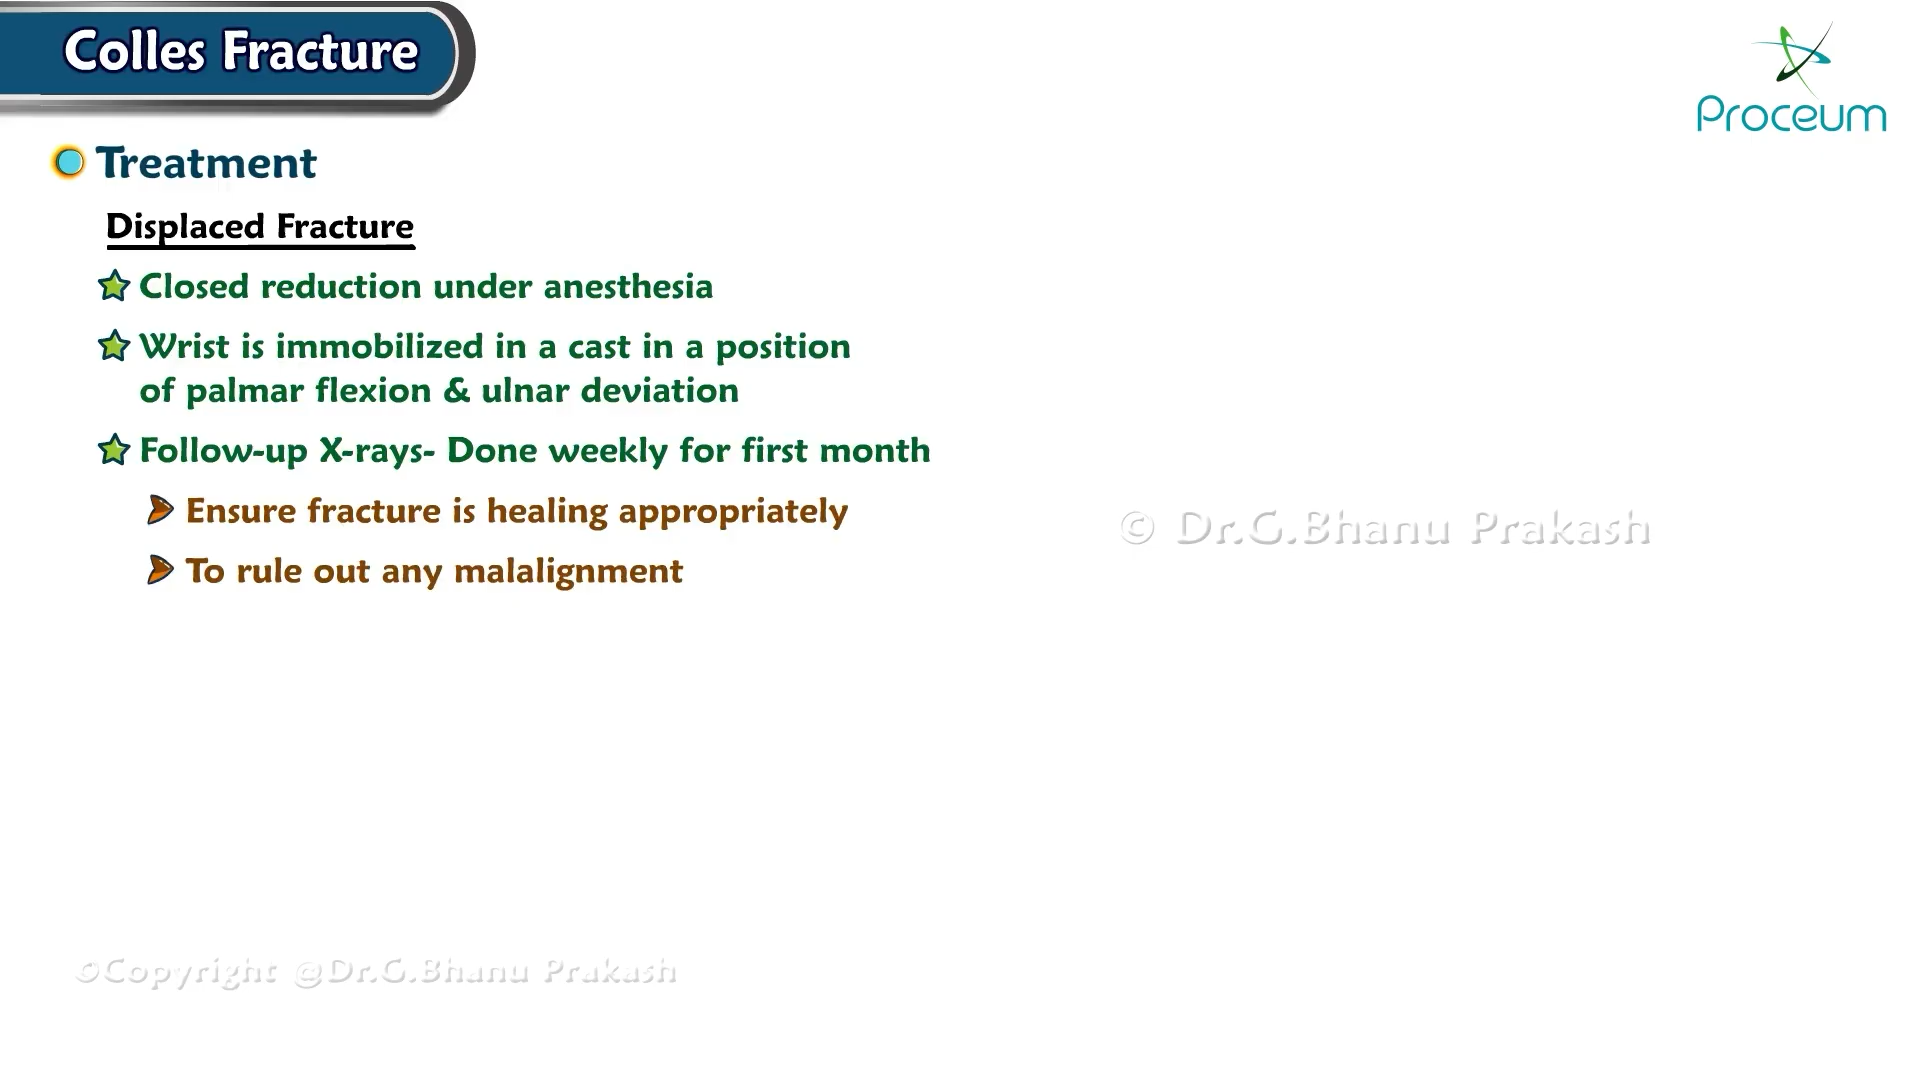 Colles Fracture
Proceum
Treatment
Displaced Fracture
Closed reduction under anesthesia
Wrist is immobilized in a cast in a position
of palmar flexion & ulnar deviation
Follow-up X-rays- Done weekly for first month
Ensure fracture is healing appropriately
© Dr.G.Bhanu Prakash
To rule out any malalignment
©Copyright @Dr.G.Bhanu Prakash